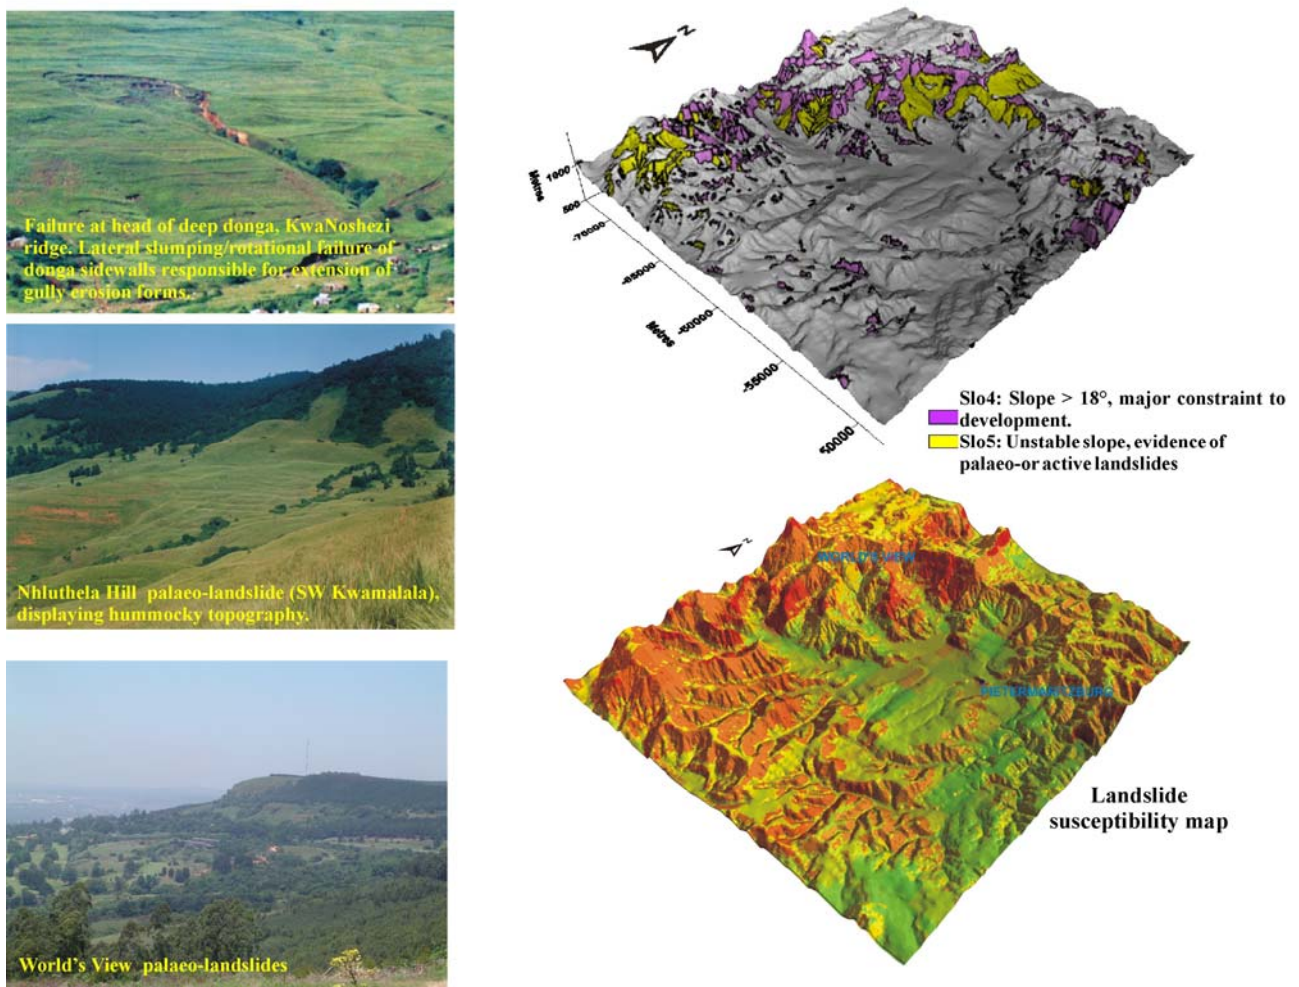 Failure at head of deep donga, KwaNoshezi
ridge. Lateral slumping/rotational failure of
donga sidewalls responsible for extension of
gully erosion forms.
Nhluthela Hill palaeo-landslide (SW Kwamalala),
displaying hummocky topography.
World's View palaeo-landslides
N
Metres
1000
500
-70000
-65000
Metres
-60000
-55000
-50000
Slo4: Slope > 18°, major constraint to
development.
Slo5: Unstable slope, evidence of
palaeo-or active landslides
N
WORLD'S VIEW
PIETERMARITZBURG
Landslide
susceptibility map